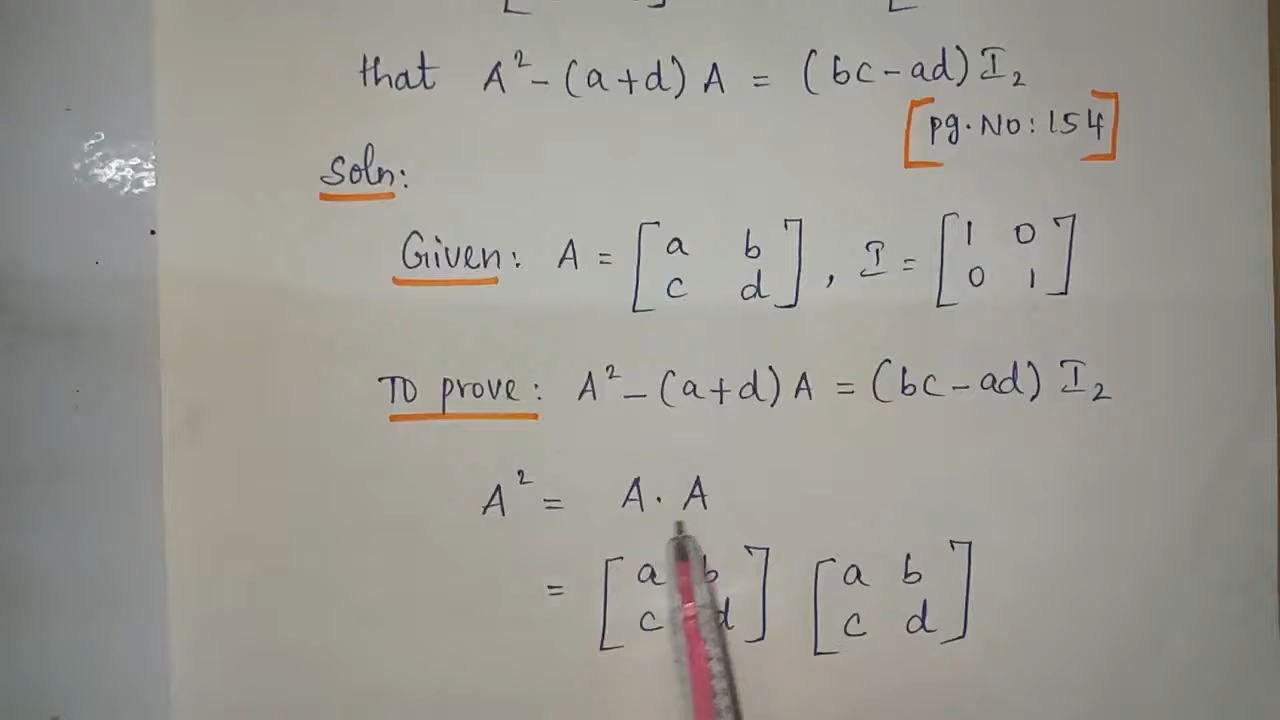 that A² - (a+d) A = (bc - ad) I₂
[pg. No: 154]
Soln:
Given: A = [a b c d], I = [1 0 0 1]
To prove: A² - (a+d) A = (bc - ad) I₂
A² = A · A
= [a b c d] [a b c d]